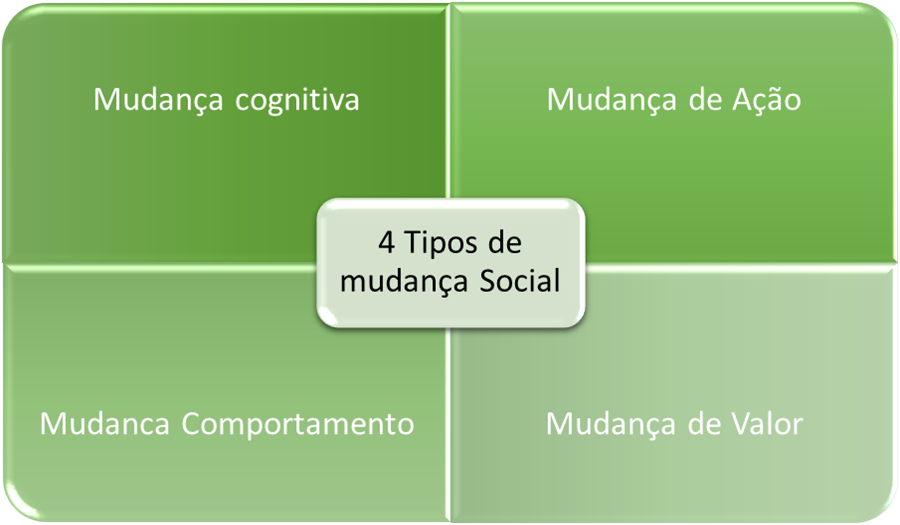 Mudança cognitiva
Mudança de Ação
4 Tipos de
mudança Social
Mudanca Comportamento
Mudança de Valor